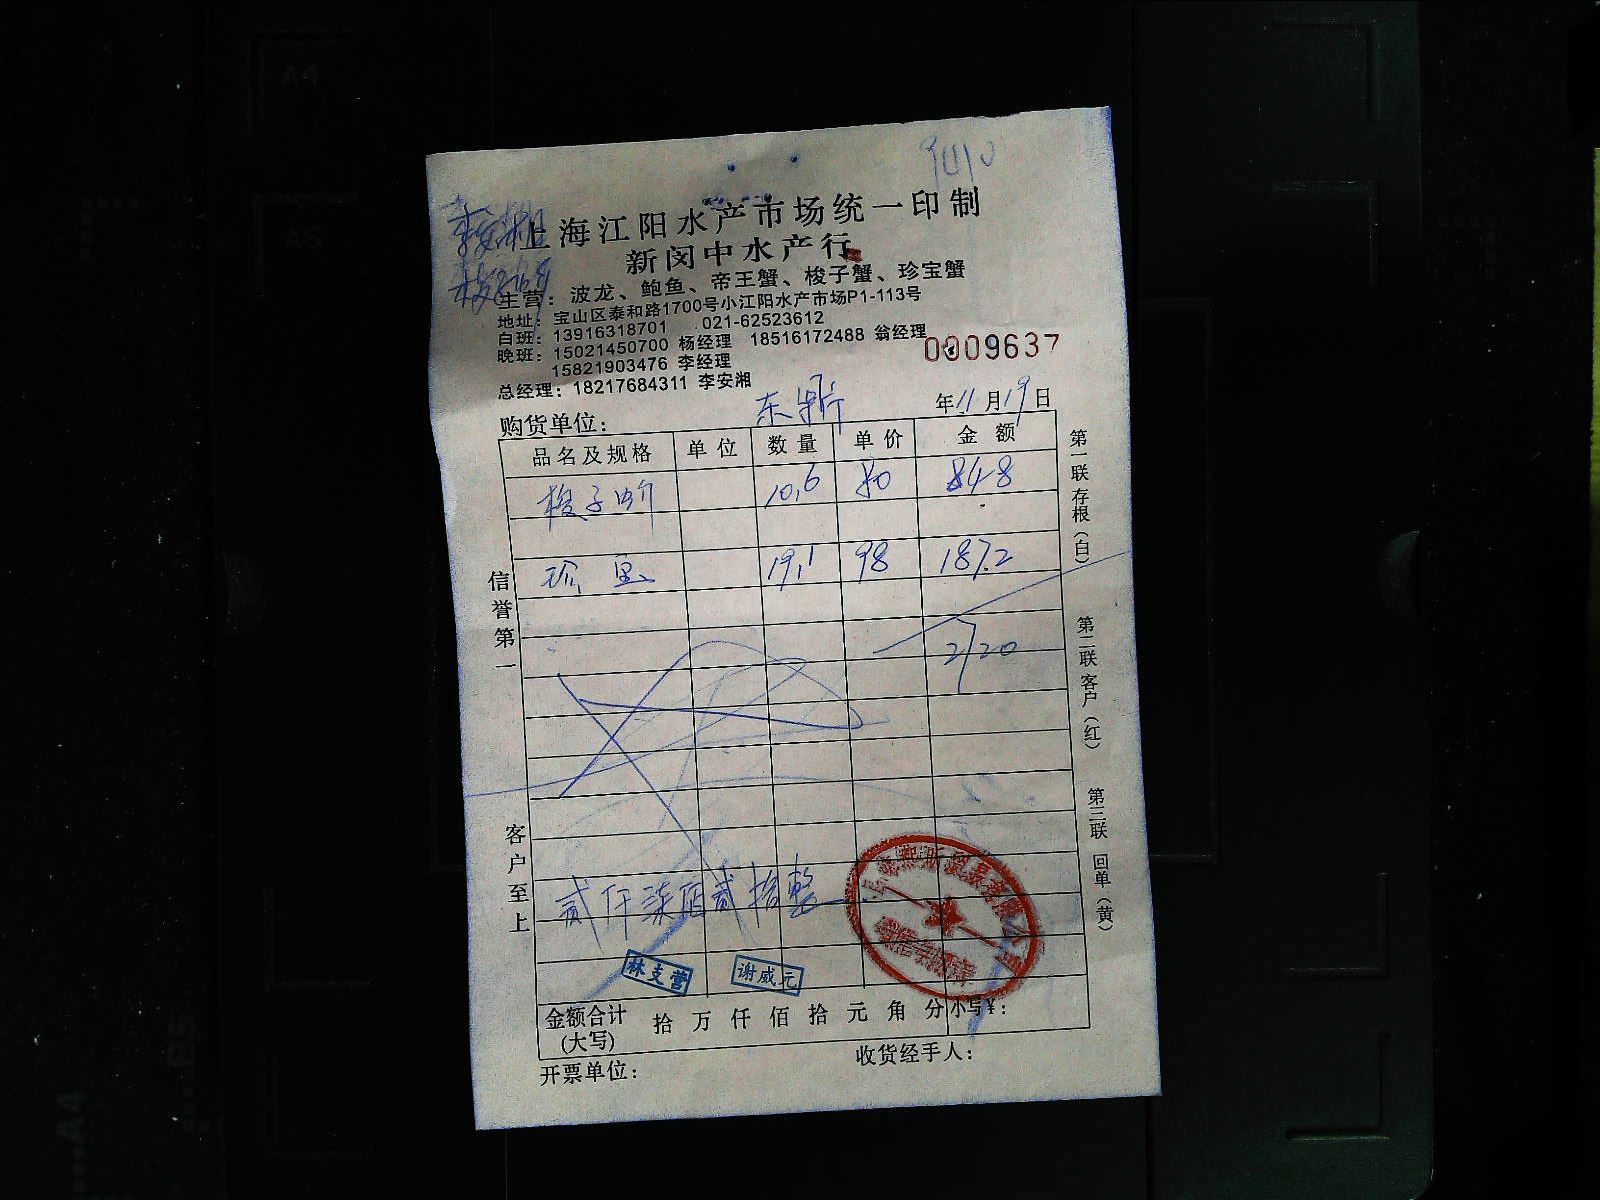 上海江阳水产市场统一印制
新闵中水产行
主营：波龙、鲍鱼、帝王蟹、梭子蟹、珍宝蟹
地址：宝山区泰和路1700号小江阳水产市场P1-113号
白班：13916318701 021-62523612
晚班：15021450700 杨经理 18516172488 翁经理
15821903476 李经理
总经理：18217684311 李安湘
0009637
购货单位： 年11月19日
品名及规格 单位 数量 单价 金额
梭子 10.6 80 848
珍宝 19.1 98 1872
2720
贰仟柒佰贰拾整
林支营 谢威元
金额合计(大写) 拾 万 仟 佰 拾 元 角 分 小写¥：
开票单位： 收货经手人：
信誉第一
客户至上
第一联 存根（白）
第二联 客户（红）
第三联 回单（黄）
A4
A5